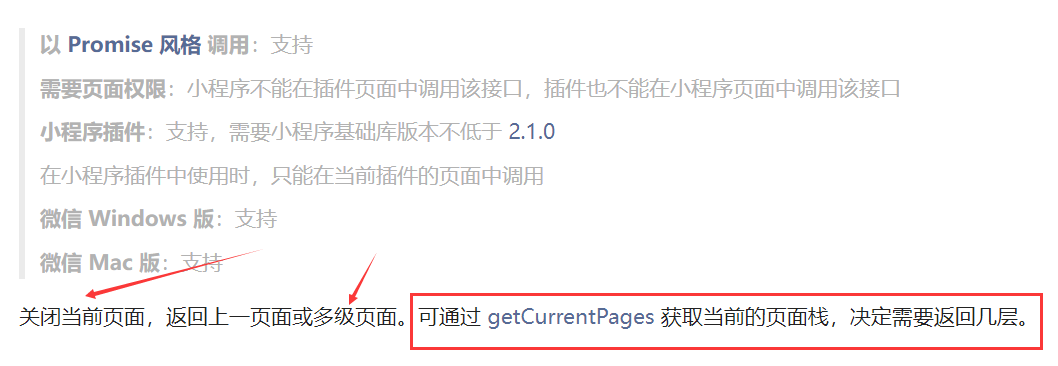 以 Promise 风格 调用：支持
需要页面权限：小程序不能在插件页面中调用该接口，插件也不能在小程序页面中调用该接口
小程序插件：支持，需要小程序基础库版本不低于 2.1.0
在小程序插件中使用时，只能在当前插件的页面中调用
微信 Windows 版：支持
微信 Mac 版：支持
关闭当前页面，返回上一页面或多级页面。可通过 getCurrentPages 获取当前的页面栈，决定需要返回几层。